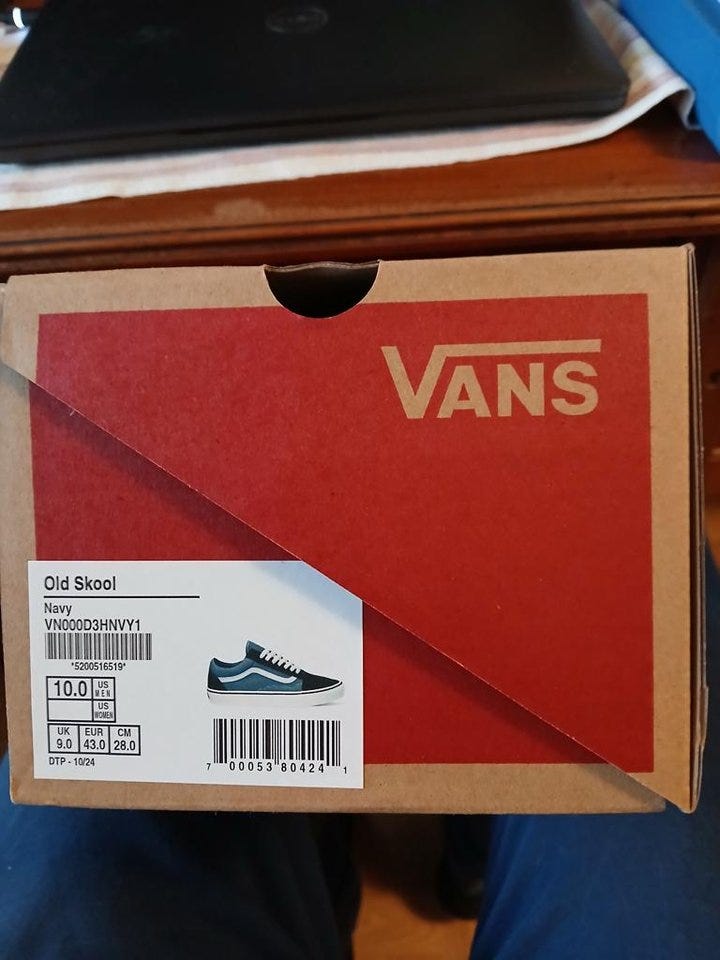 VANS
Old Skool
Navy
VN000D3HNVY1
*5200516519*
10.0 US MEN
US WOMEN
UK EUR CM
9.0 43.0 28.0
DTP - 10/24
7 00053 80424 1